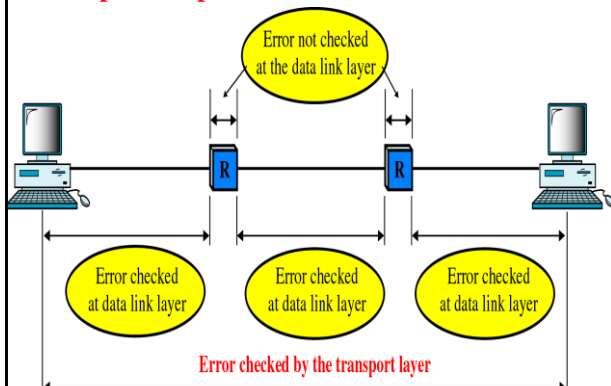 Error not checked
at the data link layer
R
R
Error checked
at data link layer
Error checked
at data link layer
Error checked
at data link layer
Error checked by the transport layer